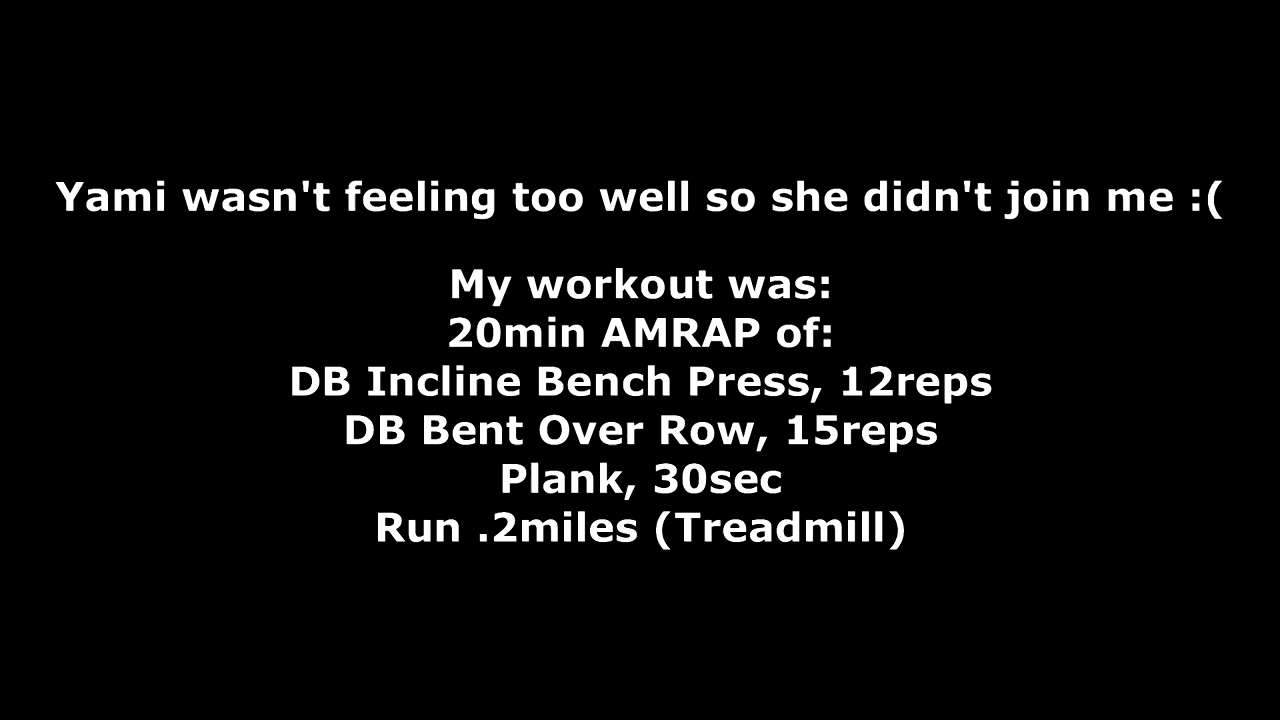 Yami wasn't feeling too well so she didn't join me :(
My workout was:
20min AMRAP of:
DB Incline Bench Press, 12reps
DB Bent Over Row, 15reps
Plank, 30sec
Run .2miles (Treadmill)